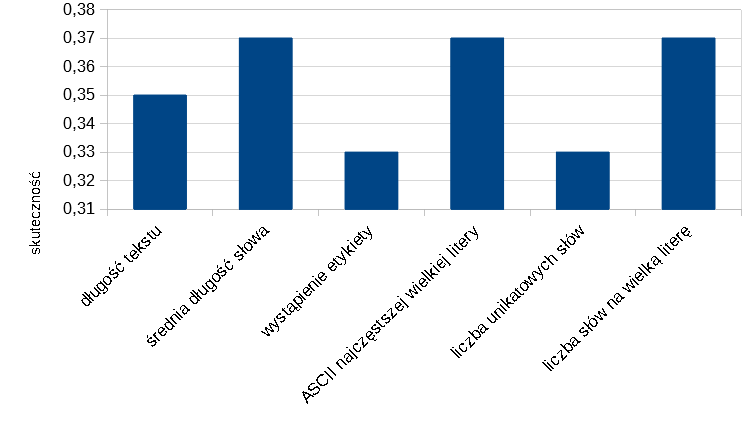 0,38
0,37
0,36
0,35
0,34
0,33
0,32
0,31
skuteczność
długość tekstu
średnia długość słowa
wystąpienie etykiety
ASCII najczęstszej wielkiej litery
liczba unikatowych słów
liczba słów na wielką literę